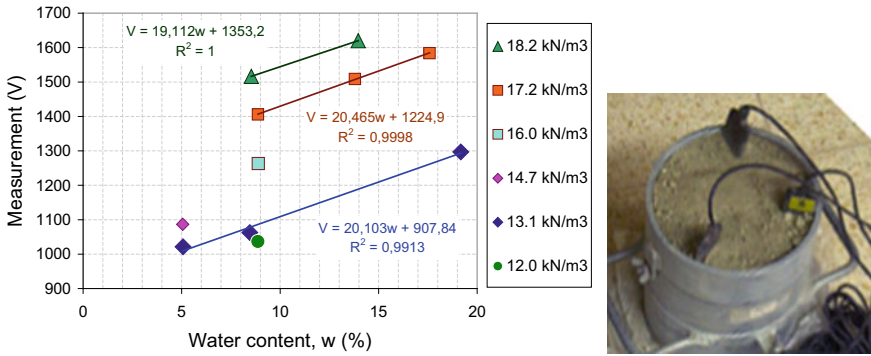 Measurement (V)
1700
1600
1500
1400
1300
1200
1100
1000
900
V = 19,112w + 1353,2
R² = 1
V = 20,465w + 1224,9
R² = 0,9998
V = 20,103w + 907,84
R² = 0,9913
0 5 10 15 20
Water content, w (%)
18.2 kN/m3
17.2 kN/m3
16.0 kN/m3
14.7 kN/m3
13.1 kN/m3
12.0 kN/m3